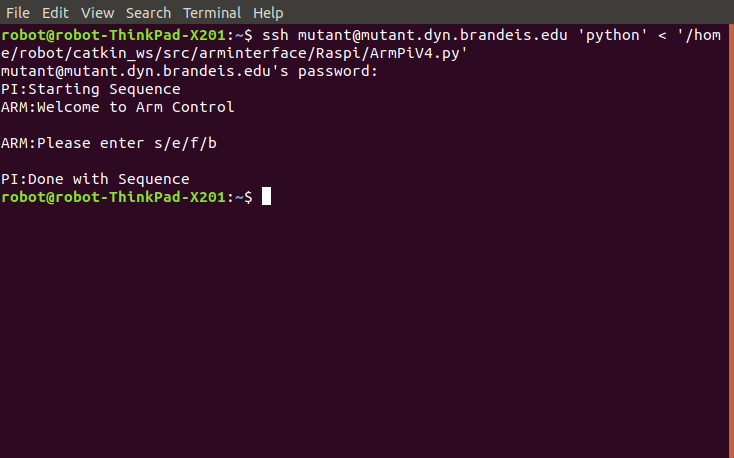 File Edit View Search Terminal Help
robot@robot-ThinkPad-X201:~$ ssh mutant@mutant.dyn.brandeis.edu 'python' < '/hom
e/robot/catkin_ws/src/arminterface/Raspi/ArmPiV4.py'
mutant@mutant.dyn.brandeis.edu's password:
PI:Starting Sequence
ARM:Welcome to Arm Control
ARM:Please enter s/e/f/b
PI:Done with Sequence
robot@robot-ThinkPad-X201:~$